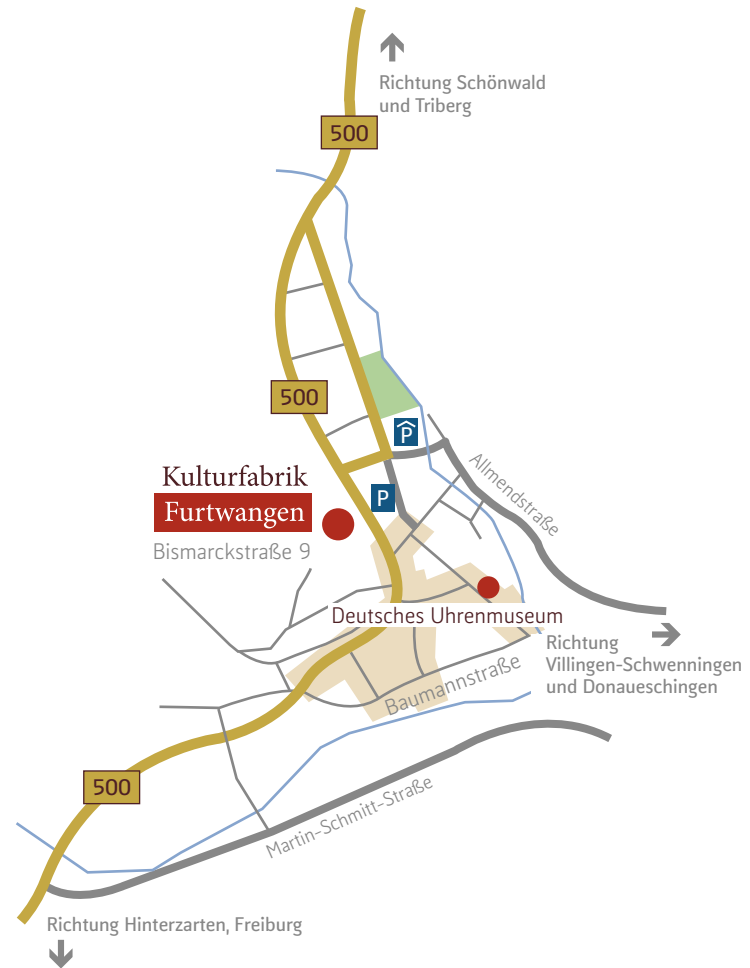 Richtung Schönwald
und Triberg
500
500
P
Kulturfabrik
Furtwangen
Bismarckstraße 9
P
Allmendstraße
Deutsches Uhrenmuseum
Richtung
Villingen-Schwenningen
und Donaueschingen
Baumannstraße
500
Martin-Schmitt-Straße
Richtung Hinterzarten, Freiburg